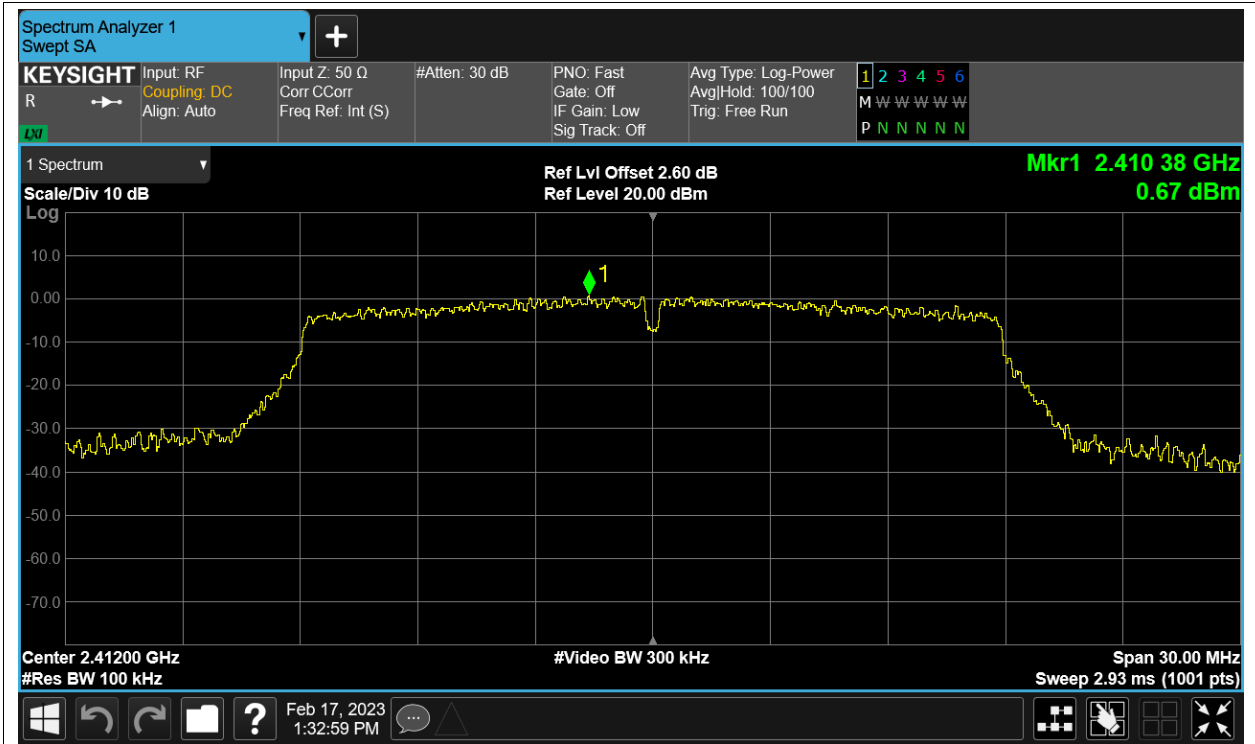 Spectrum Analyzer 1
Swept SA
KEYSIGHT
R
LXI
Input: RF
Coupling: DC
Align: Auto
Input Z: 50 Ω
Corr CCorr
Freq Ref: Int (S)
#Atten: 30 dB
PNO: Fast
Gate: Off
IF Gain: Low
Sig Track: Off
Avg Type: Log-Power
Avg|Hold: 100/100
Trig: Free Run
1 2 3 4 5 6
M W W W W W
P N N N N N
1 Spectrum
Scale/Div 10 dB
Log
Ref Lvl Offset 2.60 dB
Ref Level 20.00 dBm
Mkr1 2.410 38 GHz
0.67 dBm
10.0
0.00
-10.0
-20.0
-30.0
-40.0
-50.0
-60.0
-70.0
1
Center 2.41200 GHz
#Res BW 100 kHz
#Video BW 300 kHz
Span 30.00 MHz
Sweep 2.93 ms (1001 pts)
?
Feb 17, 2023
1:32:59 PM